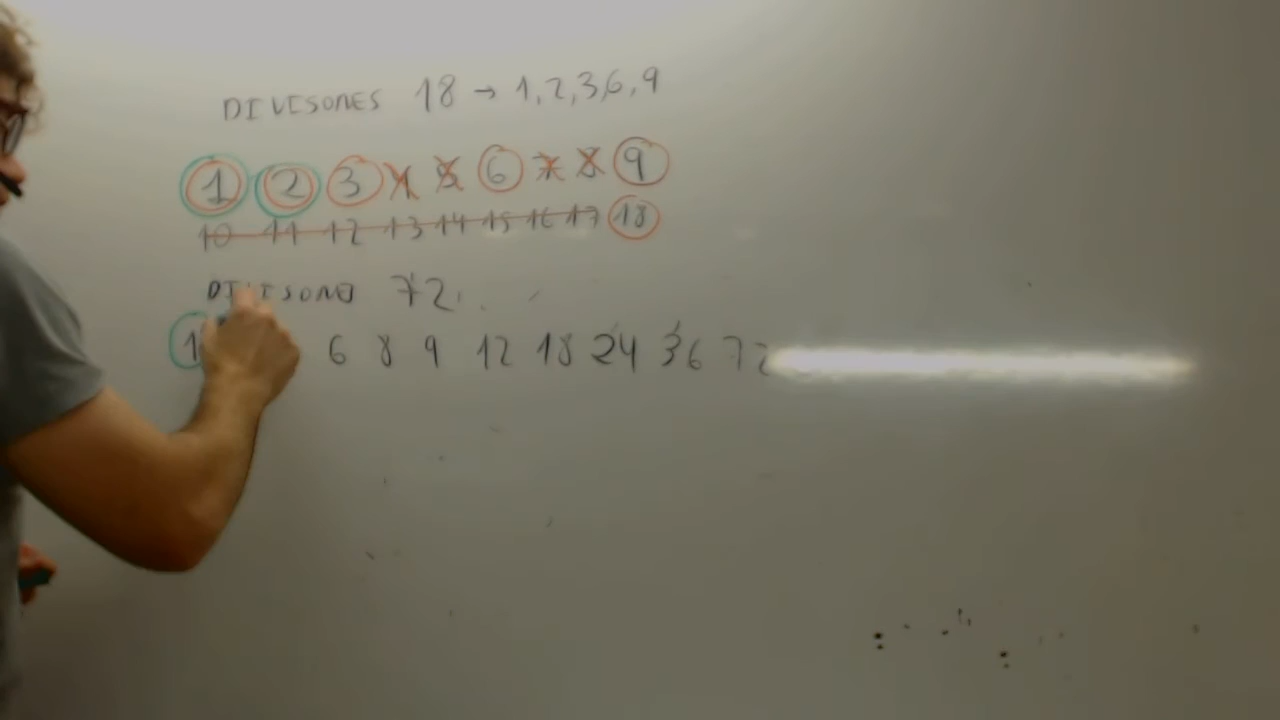 DIVISORES 18 → 1, 2, 3, 6, 9
1 2 3 4 5 6 7 8 9
10 11 12 13 14 15 16 17 18
72
1 6 8 9 12 18 24 36 72